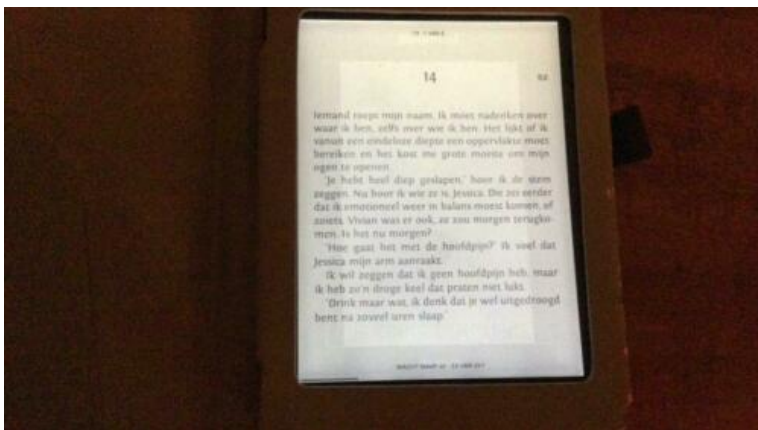 14
Iemand roept mijn naam. Ik moet nadenken over
waar ik ben, zelfs over wie ik ben. Het lukt of ik
vanuit een eindeloze diepte een oppervlakte moet
bereiken en het kost me grote moeite om mijn
ogen te openen.
'Je hebt heel diep geslapen,' hoor ik de stem
zeggen. Nu hoor ik wie ze is. Jessica. Die zei eerder
dat ik emotioneel weer in balans moest komen, of
zoiets. Vivian was er ook, ze zou morgen terugko-
men. Is het nu morgen?
'Hoe gaat het met de hoofdpijn?' Ik voel dat
Jessica mijn arm aanraakt.
Ik wil zeggen dat ik geen hoofdpijn heb, maar
ik heb zo'n droge keel dat praten niet lukt.
'Drink maar wat, ik denk dat je wel uitgedroogd
bent na zoveel uren slaap.'